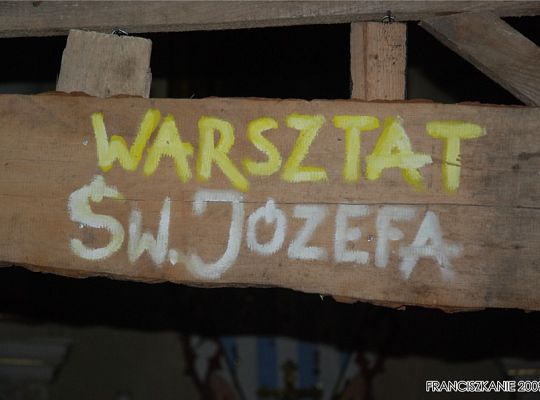 WARSZTAT
ŚW. JÓZEFA
FRANCISZKANIE 2009